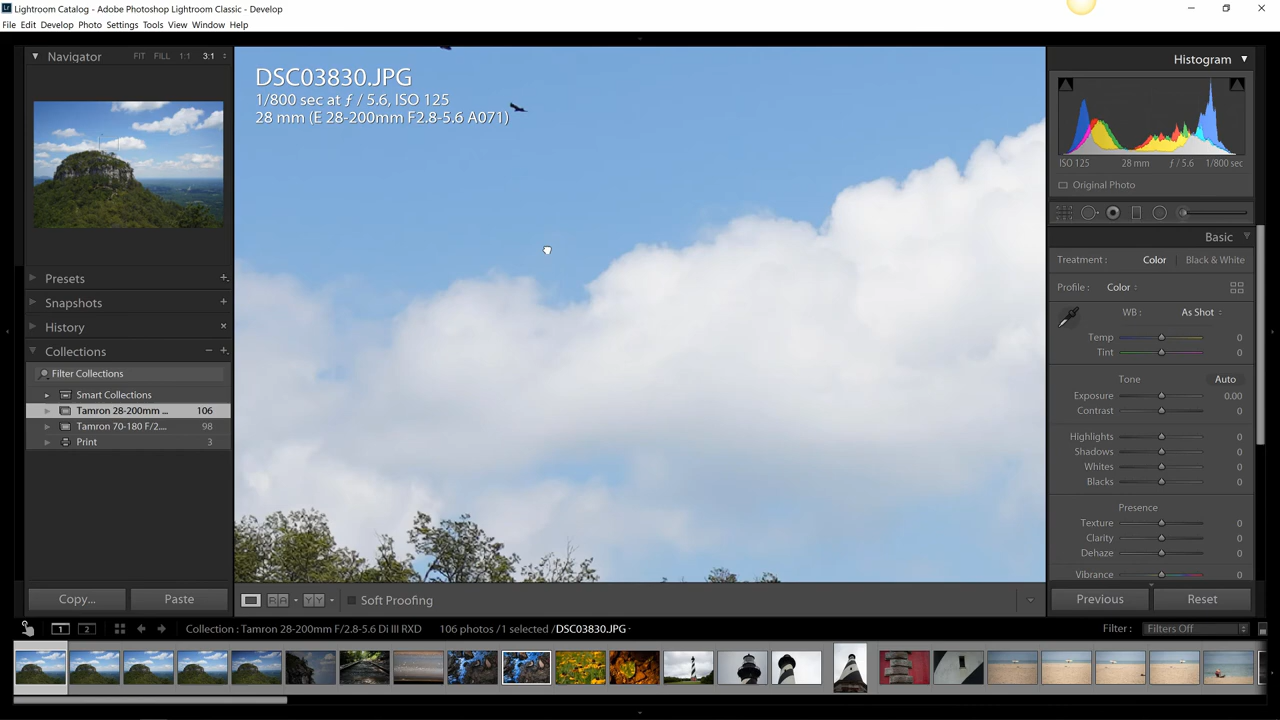 Lightroom Catalog - Adobe Photoshop Lightroom Classic - Develop
File Edit Develop Photo Settings Tools View Window Help
Navigator FIT FILL 1:1 3:1
DSC03830.JPG
1/800 sec at ƒ / 5.6, ISO 125
28 mm (E 28-200mm F2.8-5.6 A071)
Histogram
ISO 125 28 mm ƒ / 5.6 1/800 sec
Original Photo
Basic
Treatment : Color Black & White
Profile : Color
WB : As Shot
Temp 0
Tint 0
Tone Auto
Exposure 0.00
Contrast 0
Highlights 0
Shadows 0
Whites 0
Blacks 0
Presence
Texture 0
Clarity 0
Dehaze 0
Vibrance 0
Previous Reset
Presets
Snapshots
History
Collections
Filter Collections
Smart Collections
Tamron 28-200mm ... 106
Tamron 70-180 F/2.... 98
Print 3
Copy... Paste
Soft Proofing
1 2 Collection : Tamron 28-200mm F/2.8-5.6 Di III RXD 106 photos / 1 selected / DSC03830.JPG Filter : Filters Off